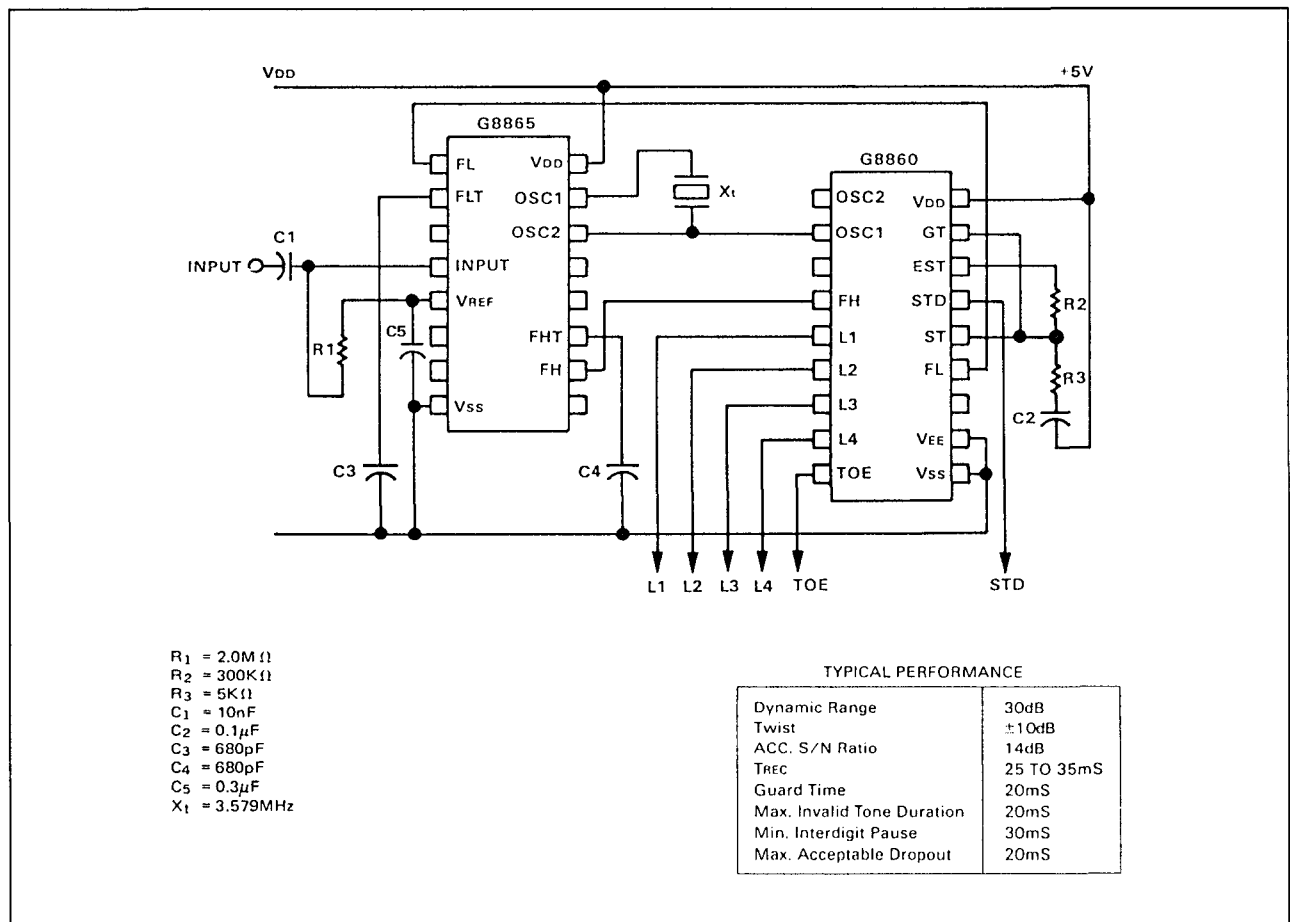 VDD
+5V
G8865
G8860
FL
VDD
FLT
OSC1
OSC2
INPUT
VREF
FHT
FH
Vss
Xt
C1
INPUT
R1
C5
C3
C4
OSC2
VDD
OSC1
GT
EST
FH
STD
L1
ST
L2
FL
L3
L4
VEE
TOE
Vss
R2
R3
C2
L1 L2 L3 L4 TOE STD
R1 = 2.0MΩ
R2 = 300KΩ
R3 = 5KΩ
C1 = 10nF
C2 = 0.1µF
C3 = 680pF
C4 = 680pF
C5 = 0.3µF
Xt = 3.579MHz
TYPICAL PERFORMANCE
Dynamic Range 30dB
Twist ±10dB
ACC. S/N Ratio 14dB
TREC 25 TO 35mS
Guard Time 20mS
Max. Invalid Tone Duration 20mS
Min. Interdigit Pause 30mS
Max. Acceptable Dropout 20mS